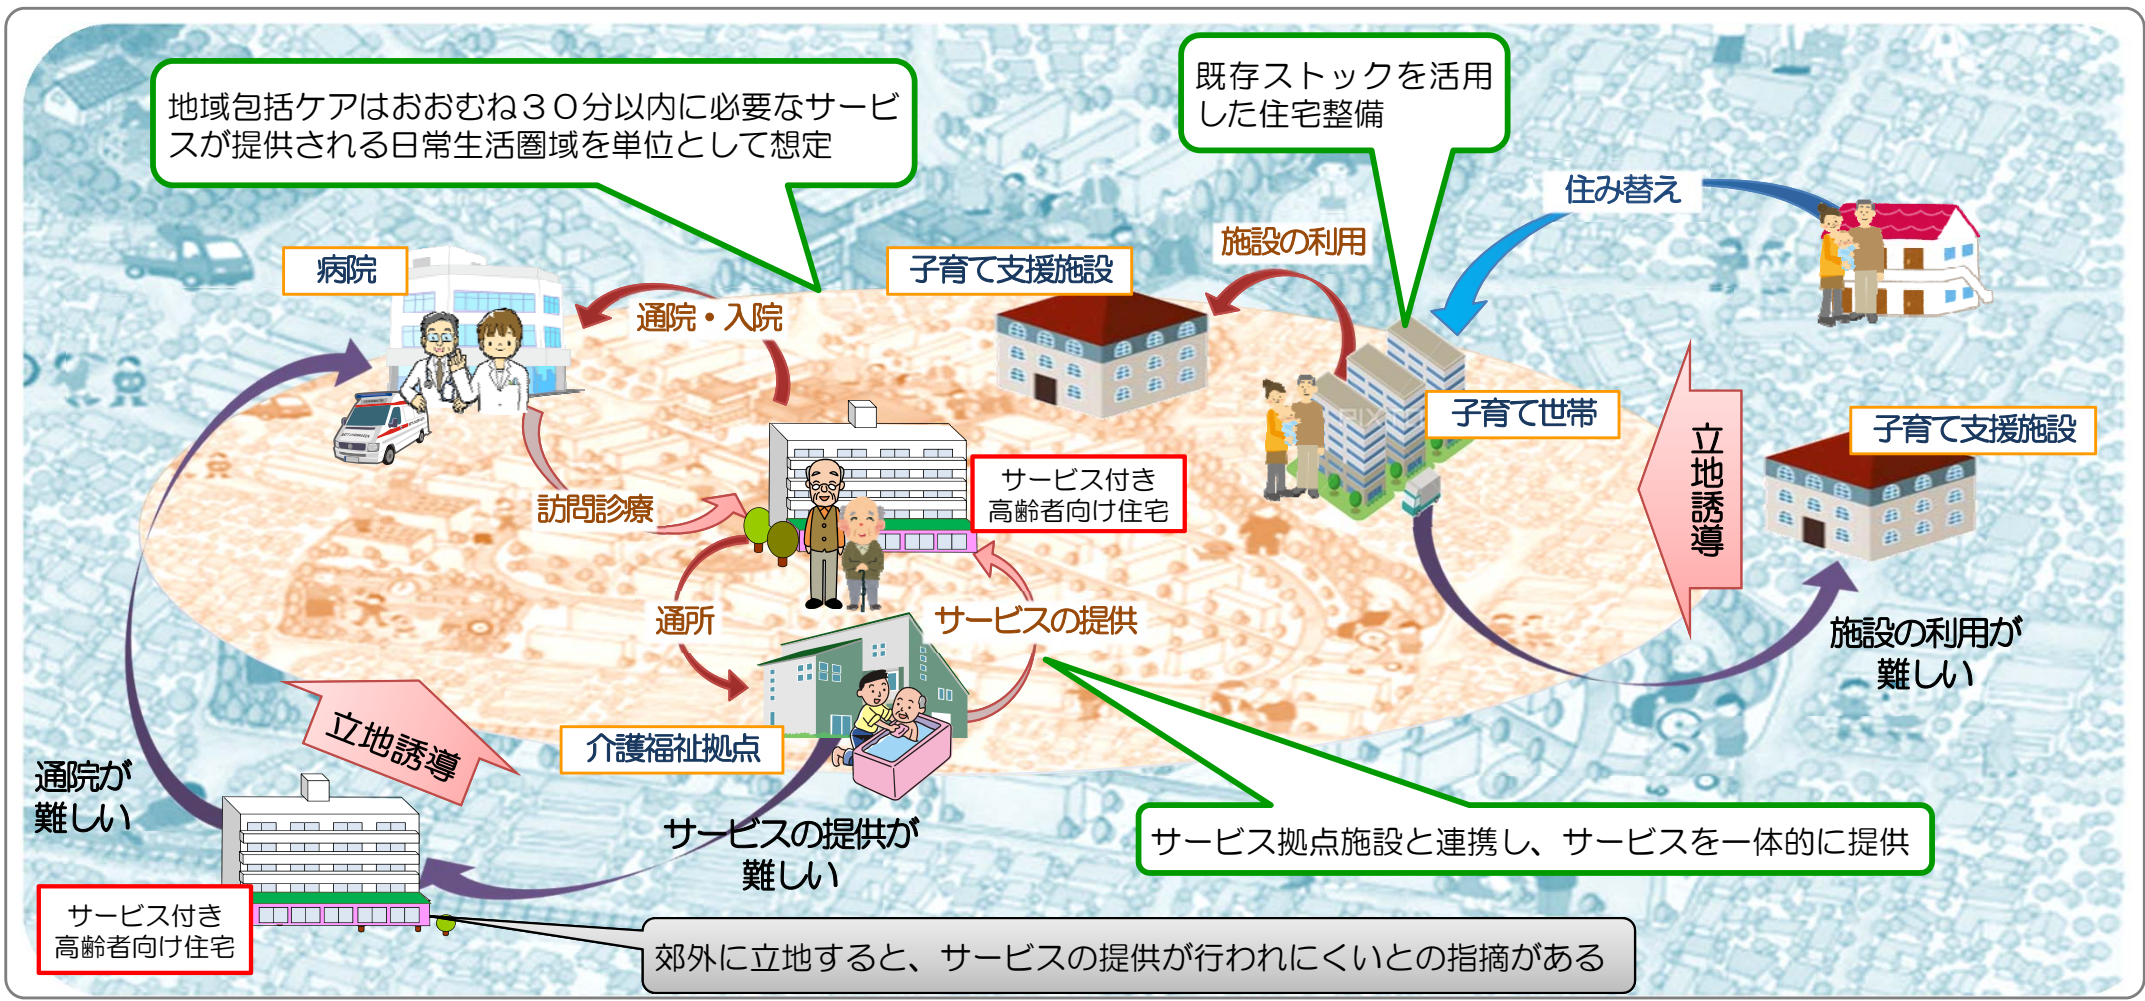 地域包括ケアはおおむね３０分以内に必要なサービ
スが提供される日常生活圏域を単位として想定
既存ストックを活用
した住宅整備
住み替え
病院
通院・入院
子育て支援施設
施設の利用
子育て世帯
立地誘導
子育て支援施設
サービス付き
高齢者向け住宅
訪問診療
通所
サービスの提供
施設の利用が
難しい
介護福祉拠点
立地誘導
通院が
難しい
サービスの提供が
難しい
サービス拠点施設と連携し、サービスを一体的に提供
サービス付き
高齢者向け住宅
郊外に立地すると、サービスの提供が行われにくいとの指摘がある